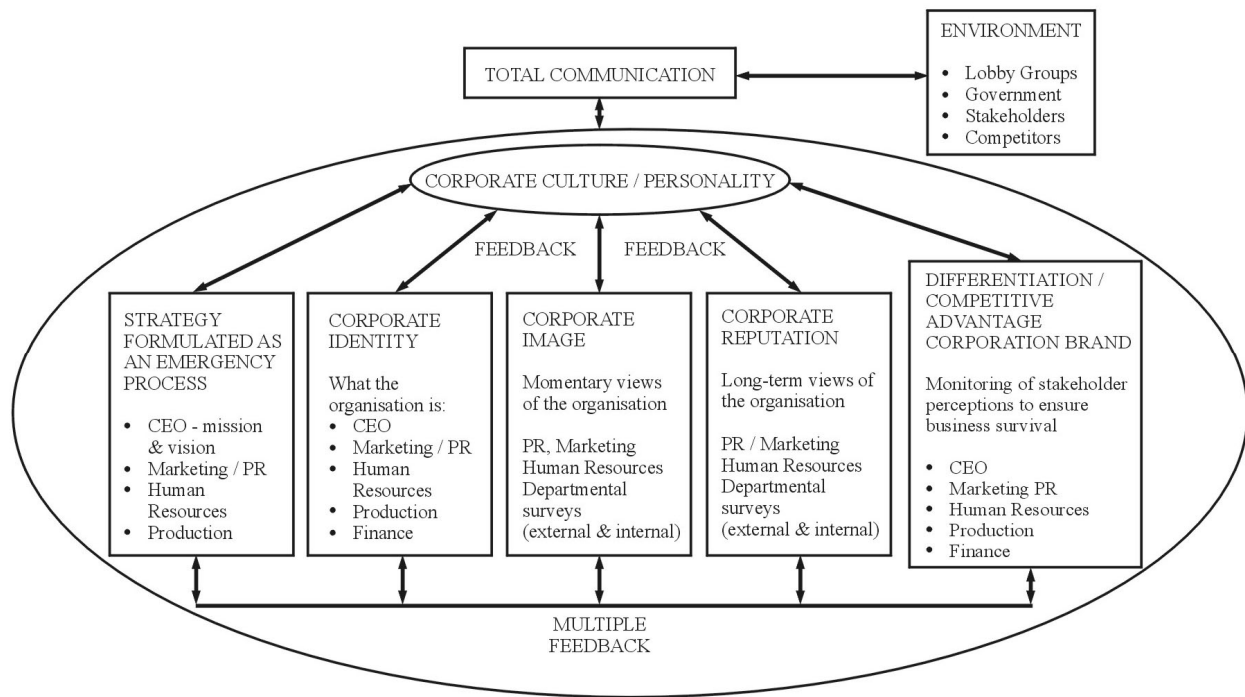 TOTAL COMMUNICATION
ENVIRONMENT
• Lobby Groups
• Government
• Stakeholders
• Competitors
CORPORATE CULTURE / PERSONALITY
FEEDBACK
FEEDBACK
STRATEGY
FORMULATED AS
AN EMERGENCY
PROCESS
• CEO - mission
& vision
• Marketing / PR
• Human
Resources
• Production
CORPORATE
IDENTITY
What the
organisation is:
• CEO
• Marketing / PR
• Human
Resources
• Production
• Finance
CORPORATE
IMAGE
Momentary views
of the organisation
PR, Marketing
Human Resources
Departmental
surveys
(external & internal)
CORPORATE
REPUTATION
Long-term views of
the organisation
PR / Marketing
Human Resources
Departmental
surveys
(external & internal)
DIFFERENTIATION /
COMPETITIVE
ADVANTAGE
CORPORATION BRAND
Monitoring of stakeholder
perceptions to ensure
business survival
• CEO
• Marketing PR
• Human Resources
• Production
• Finance
MULTIPLE
FEEDBACK